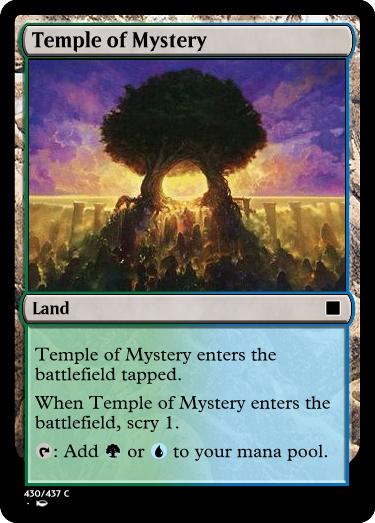 Temple of Mystery
Land
Temple of Mystery enters the
battlefield tapped.
When Temple of Mystery enters the
battlefield, scry 1.
: Add or to your mana pool.
430/437 C